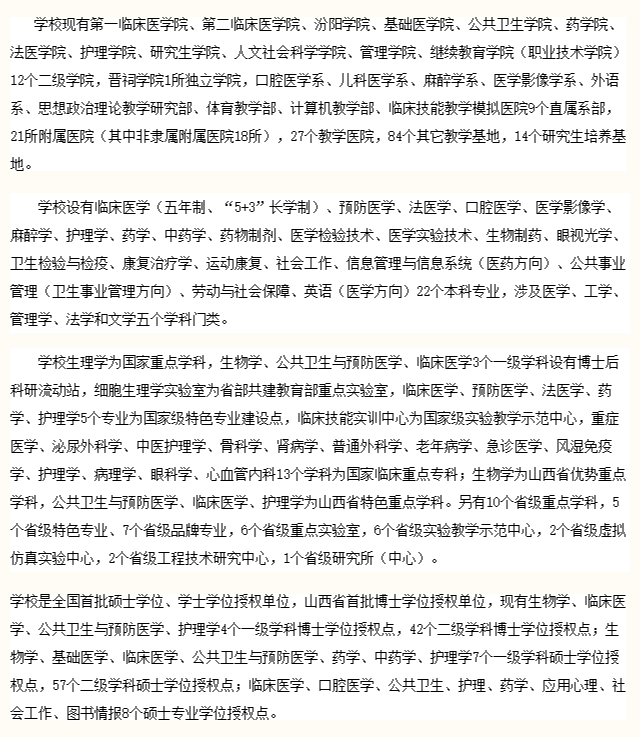 学校现有第一临床医学院、第二临床医学院、汾阳学院、基础医学院、公共卫生学院、药学院、
法医学院、护理学院、研究生学院、人文社会科学学院、管理学院、继续教育学院（职业技术学院）
12个二级学院，晋祠学院1所独立学院，口腔医学系、儿科医学系、麻醉学系、医学影像学系、外语
系、思想政治理论教学研究部、体育教学部、计算机教学部、临床技能教学模拟医院9个直属系部，
21所附属医院（其中非隶属附属医院18所），27个教学医院，84个其它教学基地，14个研究生培养基
地。
学校设有临床医学（五年制、“5+3”长学制）、预防医学、法医学、口腔医学、医学影像学、
麻醉学、护理学、药学、中药学、药物制剂、医学检验技术、医学实验技术、生物制药、眼视光学、
卫生检验与检疫、康复治疗学、运动康复、社会工作、信息管理与信息系统（医药方向）、公共事业
管理（卫生事业管理方向）、劳动与社会保障、英语（医学方向）22个本科专业，涉及医学、工学、
管理学、法学和文学五个学科门类。
学校生理学为国家重点学科，生物学、公共卫生与预防医学、临床医学3个一级学科设有博士后
科研流动站，细胞生理学实验室为省部共建教育部重点实验室，临床医学、预防医学、法医学、药
学、护理学5个专业为国家级特色专业建设点，临床技能实训中心为国家级实验教学示范中心，重症
医学、泌尿外科学、中医护理学、骨科学、肾病学、普通外科学、老年病学、急诊医学、风湿免疫
学、护理学、病理学、眼科学、心血管内科13个学科为国家临床重点专科；生物学为山西省优势重点
学科，公共卫生与预防医学、临床医学、护理学为山西省特色重点学科。另有10个省级重点学科，5
个省级特色专业、7个省级品牌专业，6个省级重点实验室，6个省级实验教学示范中心，2个省级虚拟
仿真实验中心，2个省级工程技术研究中心，1个省级研究所（中心）。
学校是全国首批硕士学位、学士学位授权单位，山西省首批博士学位授权单位，现有生物学、临床医
学、公共卫生与预防医学、护理学4个一级学科博士学位授权点，42个二级学科博士学位授权点；生
物学、基础医学、临床医学、公共卫生与预防医学、药学、中药学、护理学7个一级学科硕士学位授
权点，57个二级学科硕士学位授权点；临床医学、口腔医学、公共卫生、护理、药学、应用心理、社
会工作、图书情报8个硕士专业学位授权点。